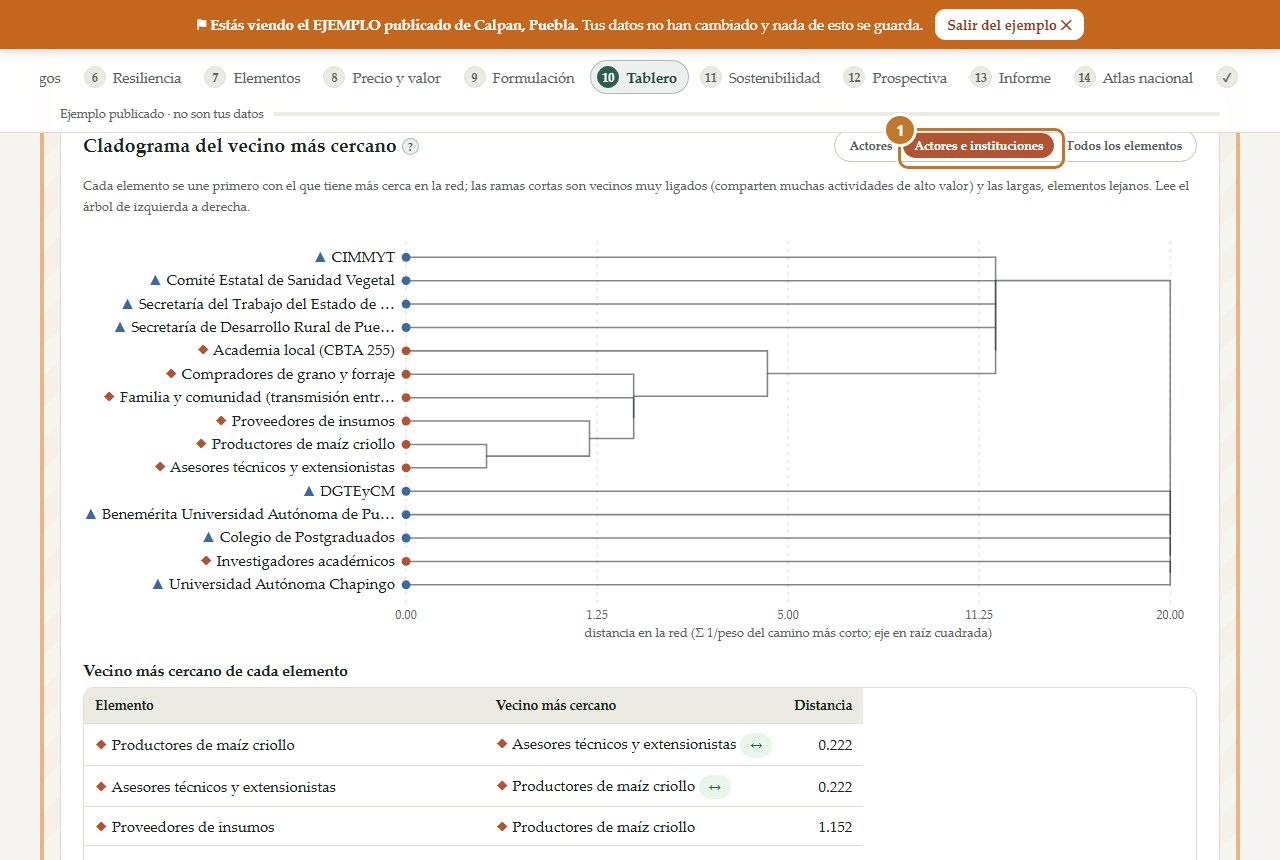 ⚑ Estás viendo el EJEMPLO publicado de Calpan, Puebla. Tus datos no han cambiado y nada de esto se guarda. Salir del ejemplo ✕
gos 6 Resiliencia 7 Elementos 8 Precio y valor 9 Formulación 10 Tablero 11 Sostenibilidad 12 Prospectiva 13 Informe 14 Atlas nacional ✓
Ejemplo publicado · no son tus datos
1
Cladograma del vecino más cercano ? Actores Actores e instituciones Todos los elementos
Cada elemento se une primero con el que tiene más cerca en la red; las ramas cortas son vecinos muy ligados (comparten muchas actividades de alto valor) y las largas, elementos lejanos. Lee el
árbol de izquierda a derecha.
▲ CIMMYT
▲ Comité Estatal de Sanidad Vegetal
▲ Secretaría del Trabajo del Estado de …
▲ Secretaría de Desarrollo Rural de Pue…
◆ Academia local (CBTA 255)
◆ Compradores de grano y forraje
◆ Familia y comunidad (transmisión entr…
◆ Proveedores de insumos
◆ Productores de maíz criollo
◆ Asesores técnicos y extensionistas
▲ DGTEyCM
▲ Benemérita Universidad Autónoma de Pu…
▲ Colegio de Postgraduados
◆ Investigadores académicos
▲ Universidad Autónoma Chapingo
0.00 1.25 5.00 11.25 20.00
distancia en la red (Σ 1/peso del camino más corto; eje en raíz cuadrada)
Vecino más cercano de cada elemento
Elemento Vecino más cercano Distancia
◆ Productores de maíz criollo ◆ Asesores técnicos y extensionistas ↔ 0.222
◆ Asesores técnicos y extensionistas ◆ Productores de maíz criollo ↔ 0.222
◆ Proveedores de insumos ◆ Productores de maíz criollo 1.152